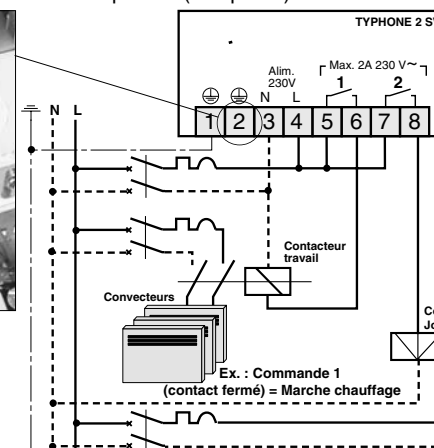 TYPHONE 2
Max. 2A 230 V~
Alim.
230V
1
2
N
L
N
L
1
2
3
4
5
6
7
8
Contacteur
travail
Convecteurs
Ex. : Commande 1
(contact fermé) = Marche chauffage